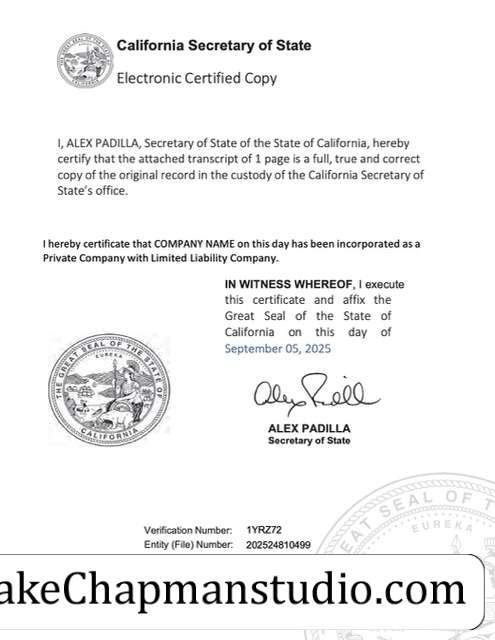 California Secretary of State
Electronic Certified Copy
I, ALEX PADILLA, Secretary of State of the State of California, hereby
certify that the attached transcript of 1 page is a full, true and correct
copy of the original record in the custody of the California Secretary of
State's office.
I hereby certificate that COMPANY NAME on this day has been incorporated as a
Private Company with Limited Liability Company.
IN WITNESS WHEREOF, I execute
this certificate and affix the
Great Seal of the State of
California on this day of
September 05, 2025
THE GREAT SEAL OF THE STATE OF
EUREKA
CALIFORNIA
Alex Padilla
ALEX PADILLA
Secretary of State
EAT SEAL OF T
EUREKA
Verification Number: 1YRZ72
Entity (File) Number: 202524810499
akeChapmanstudio.com